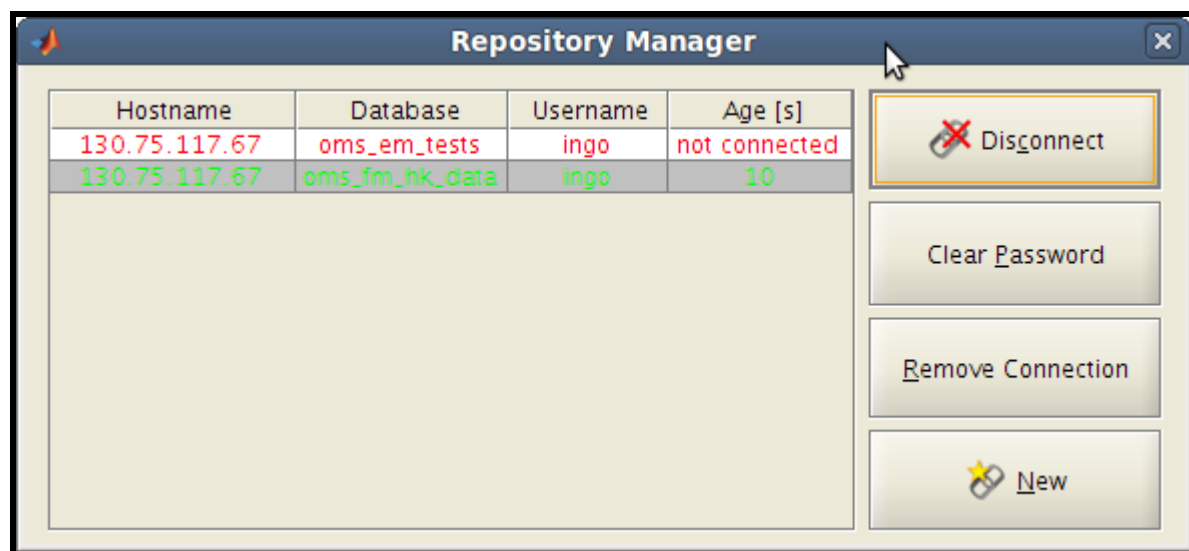 Repository Manager
Hostname Database Username Age [s]
130.75.117.67 oms_em_tests ingo not connected
130.75.117.67 oms_fm_hk_data ingo 10
Disconnect
Clear Password
Remove Connection
New